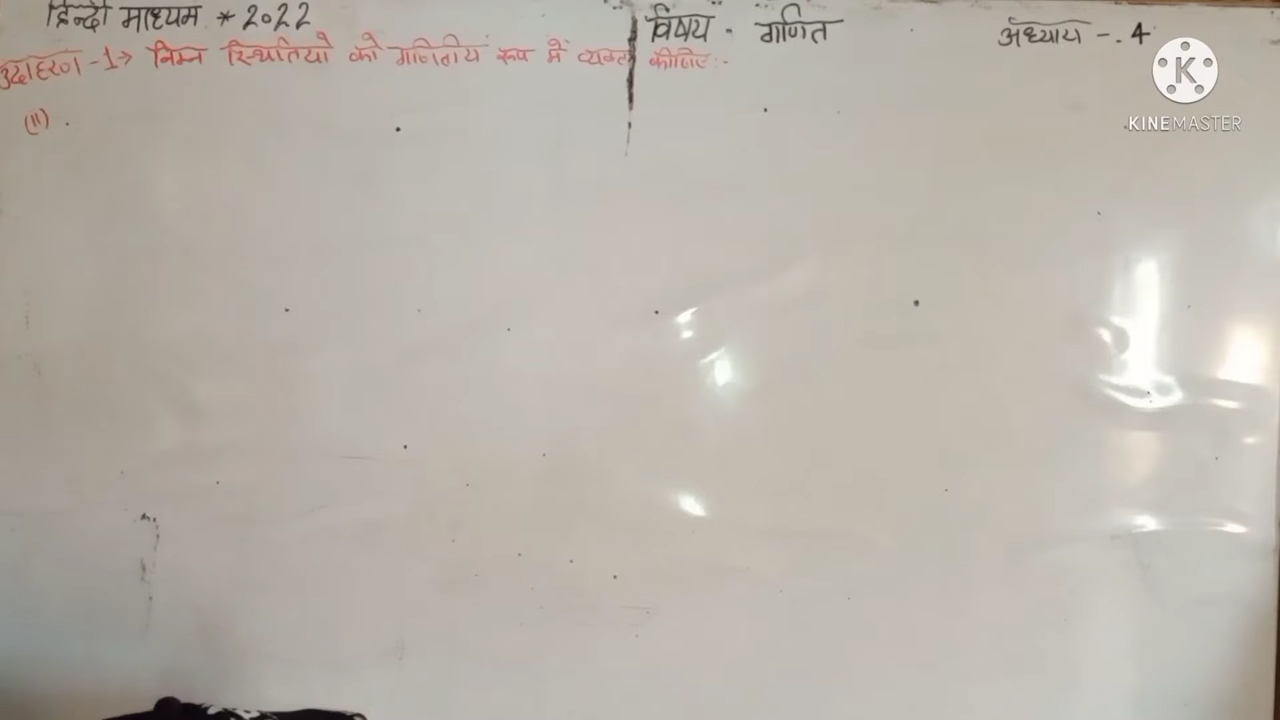 हिन्दी माध्यम * 2022 विषय - गणित अध्याय - 4
उदाहरण -1→ निम्न स्थितियो को गणितीय रूप में व्यक्त कीजिए:-
(ii) .
KINEMASTER